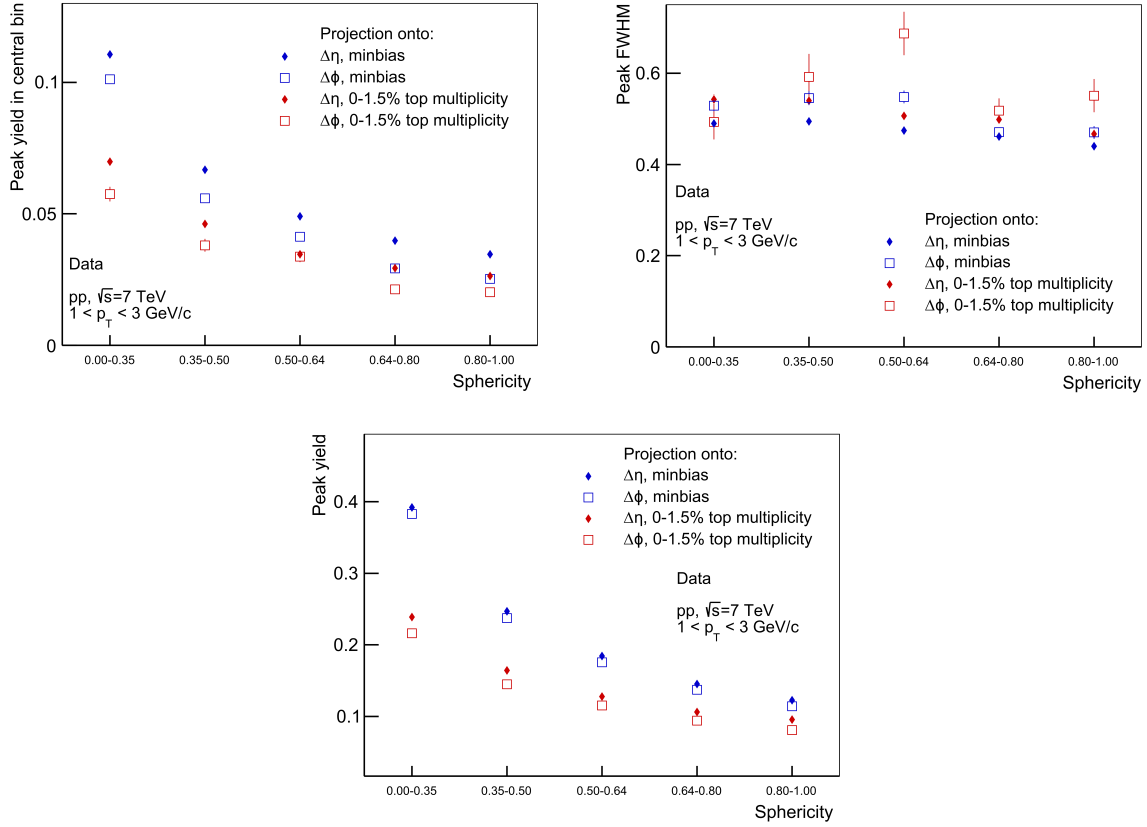 Peak yield in central bin
0.1
0.05
0
Projection onto:
Δη, minbias
Δϕ, minbias
Δη, 0-1.5% top multiplicity
Δϕ, 0-1.5% top multiplicity
Data
pp, √s=7 TeV
1 < p_T < 3 GeV/c
0.00-0.35 0.35-0.50 0.50-0.64 0.64-0.80 0.80-1.00
Sphericity
Peak FWHM
0.6
0.4
0.2
0
Data
pp, √s=7 TeV
1 < p_T < 3 GeV/c
Projection onto:
Δη, minbias
Δϕ, minbias
Δη, 0-1.5% top multiplicity
Δϕ, 0-1.5% top multiplicity
0.00-0.35 0.35-0.50 0.50-0.64 0.64-0.80 0.80-1.00
Sphericity
Peak yield
0.4
0.3
0.2
0.1
Projection onto:
Δη, minbias
Δϕ, minbias
Δη, 0-1.5% top multiplicity
Δϕ, 0-1.5% top multiplicity
Data
pp, √s=7 TeV
1 < p_T < 3 GeV/c
0.00-0.35 0.35-0.50 0.50-0.64 0.64-0.80 0.80-1.00
Sphericity